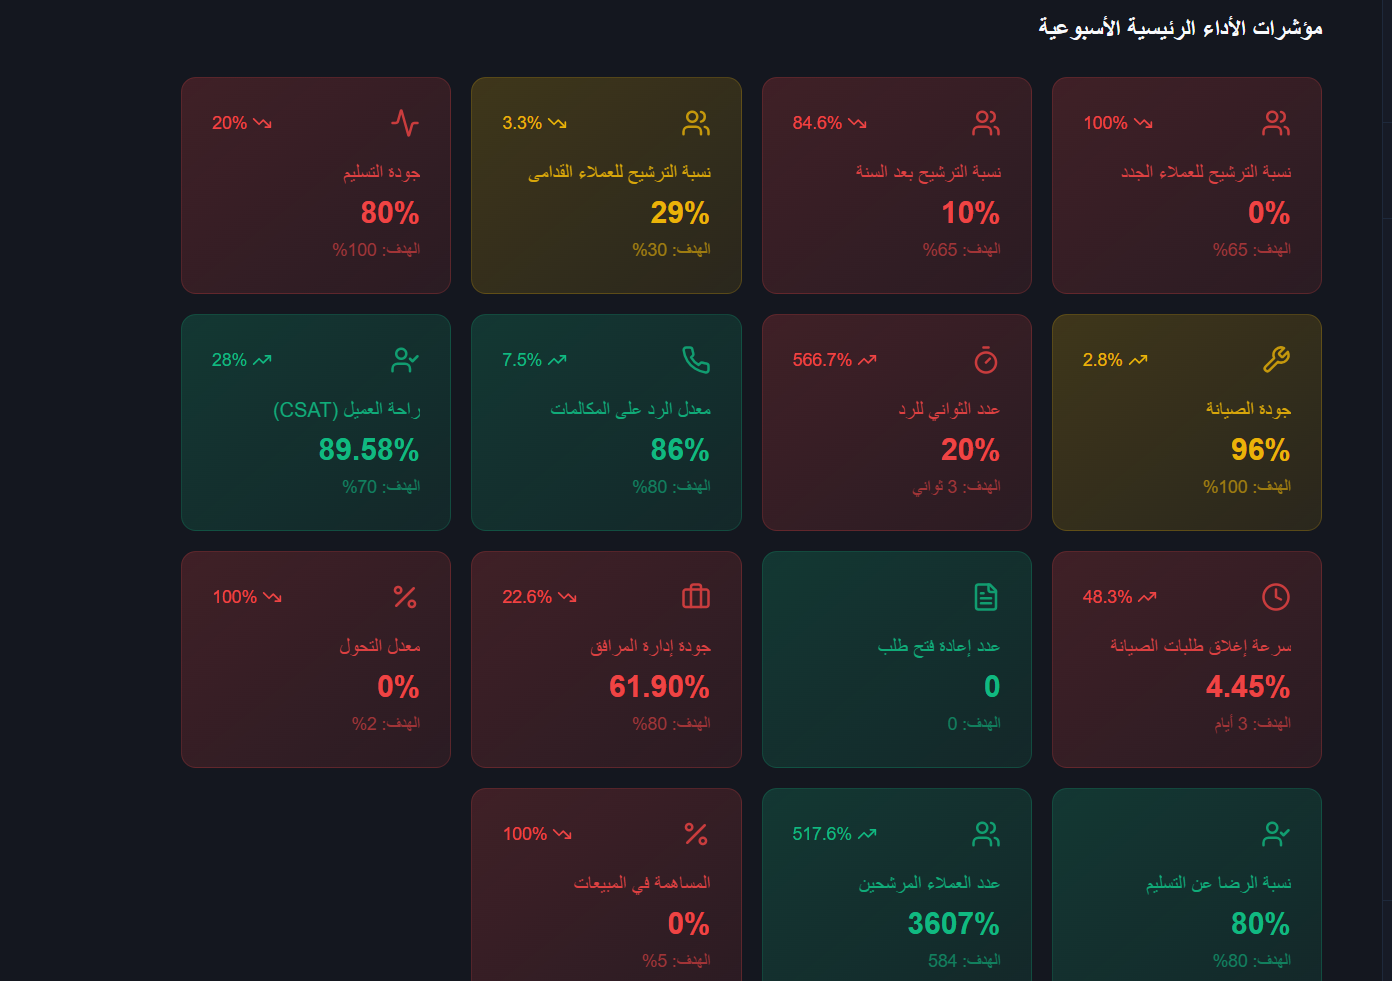 مؤشرات الأداء الرئيسية الأسبوعية
100%
نسبة الترشيح للعملاء الجدد
0%
الهدف: 65%
84.6%
نسبة الترشيح بعد السنة
10%
الهدف: 65%
3.3%
نسبة الترشيح للعملاء القدامى
29%
الهدف: 30%
20%
جودة التسليم
80%
الهدف: 100%
2.8%
جودة الصيانة
96%
الهدف: 100%
566.7%
عدد الثواني للرد
20%
الهدف: 3 ثواني
7.5%
معدل الرد على المكالمات
86%
الهدف: 80%
28%
راحة العميل (CSAT)
89.58%
الهدف: 70%
48.3%
سرعة إغلاق طلبات الصيانة
4.45%
الهدف: 3 أيام
عدد إعادة فتح طلب
0
الهدف: 0
22.6%
جودة إدارة المرافق
61.90%
الهدف: 80%
100%
معدل التحول
0%
الهدف: 2%
نسبة الرضا عن التسليم
80%
الهدف: 80%
517.6%
عدد العملاء المرشحين
3607%
الهدف: 584
100%
المساهمة في المبيعات
0%
الهدف: 5%